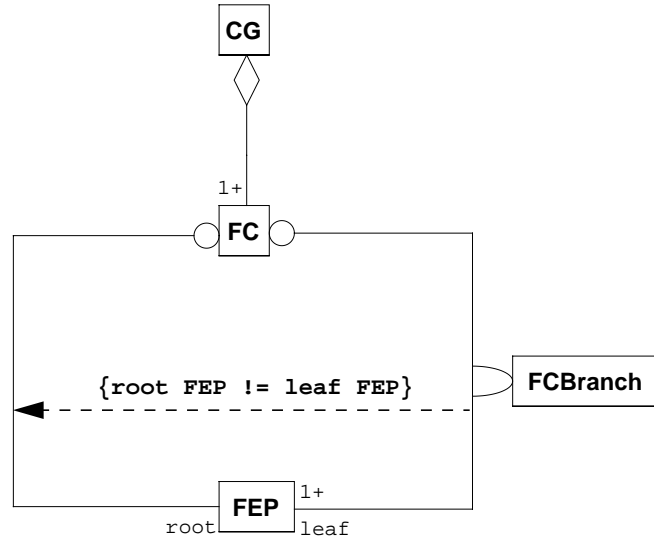 CG
1+
FC
{root FEP != leaf FEP}
FCBranch
1+
FEP
root
leaf